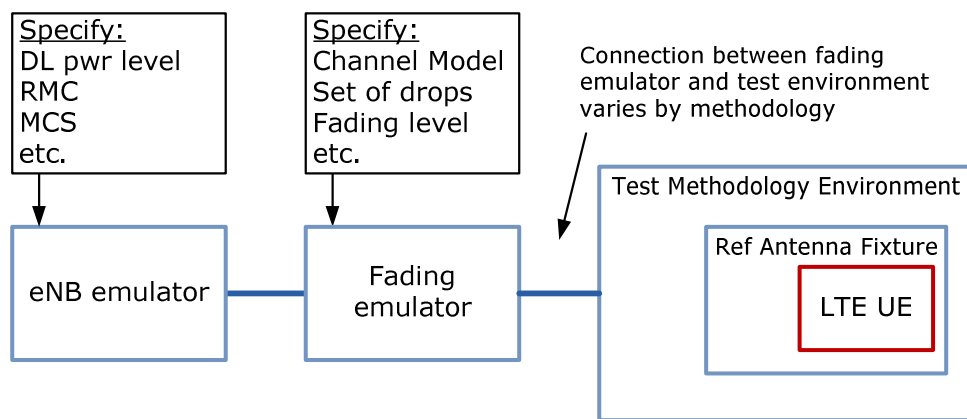 Specify:
DL pwr level
RMC
MCS
etc.
Specify:
Channel Model
Set of drops
Fading level
etc.
Connection between fading
emulator and test environment
varies by methodology
Test Methodology Environment
Ref Antenna Fixture
LTE UE
eNB emulator
Fading
emulator